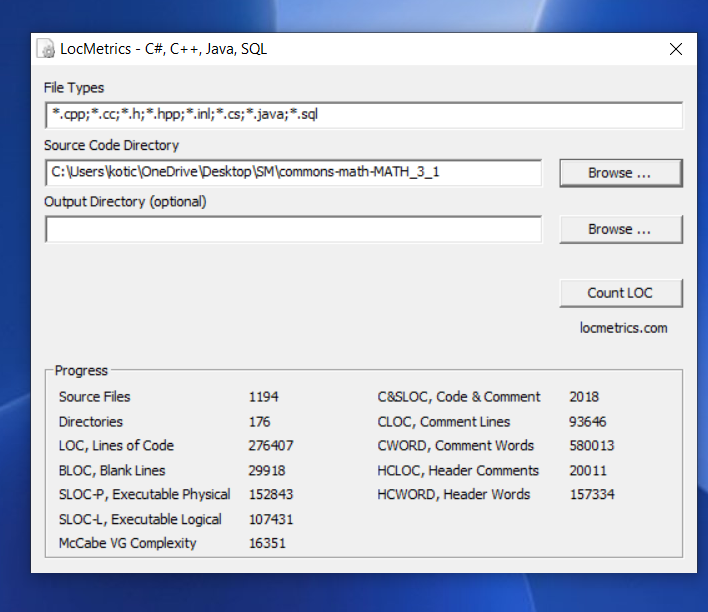 LocMetrics - C#, C++, Java, SQL
File Types
*.cpp;*.cc;*.h;*.hpp;*.inl;*.cs;*.java;*.sql
Source Code Directory
C:\Users\kotic\OneDrive\Desktop\SM\commons-math-MATH_3_1
Browse ...
Output Directory (optional)
Browse ...
Count LOC
locmetrics.com
Progress
Source Files 1194 C&SLOC, Code & Comment 2018
Directories 176 CLOC, Comment Lines 93646
LOC, Lines of Code 276407 CWORD, Comment Words 580013
BLOC, Blank Lines 29918 HCLOC, Header Comments 20011
SLOC-P, Executable Physical 152843 HCWORD, Header Words 157334
SLOC-L, Executable Logical 107431
McCabe VG Complexity 16351